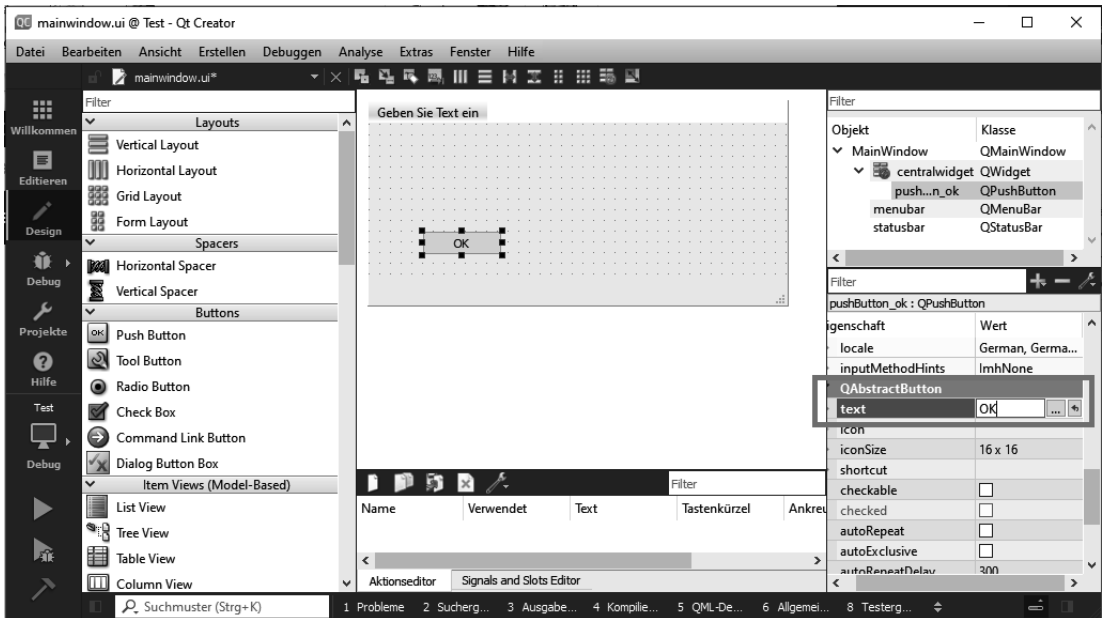 QC mainwindow.ui @ Test - Qt Creator
Datei Bearbeiten Ansicht Erstellen Debuggen Analyse Extras Fenster Hilfe
mainwindow.ui*
Willkommen
Editieren
Design
Debug
Projekte
Hilfe
Test
Debug
Filter
Layouts
Vertical Layout
Horizontal Layout
Grid Layout
Form Layout
Spacers
Horizontal Spacer
Vertical Spacer
Buttons
OK Push Button
Tool Button
Radio Button
Check Box
Command Link Button
Dialog Button Box
Item Views (Model-Based)
List View
Tree View
Table View
Column View
Geben Sie Text ein
OK
Filter
Name Verwendet Text Tastenkürzel Ankreu
Aktionseditor Signals and Slots Editor
Filter
Objekt Klasse
MainWindow QMainWindow
centralwidget QWidget
push...n_ok QPushButton
menubar QMenuBar
statusbar QStatusBar
Filter
pushButton_ok : QPushButton
igenschaft Wert
locale German, Germa...
inputMethodHints ImhNone
QAbstractButton
text OK ...
icon
iconSize 16 x 16
shortcut
checkable
checked
autoRepeat
autoExclusive
autoRepeatDelay 300
Suchmuster (Strg+K) 1 Probleme 2 Sucherg... 3 Ausgabe... 4 Kompilie... 5 QML-De... 6 Allgemei... 8 Testerg...